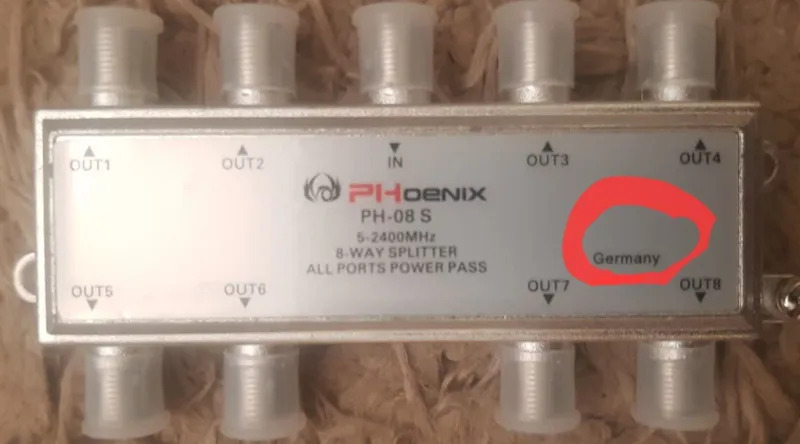 OUT1 OUT2 IN OUT3 OUT4
PHOENIX
PH-08 S
5-2400MHz
8-WAY SPLITTER
ALL PORTS POWER PASS
Germany
OUT5 OUT6 OUT7 OUT8